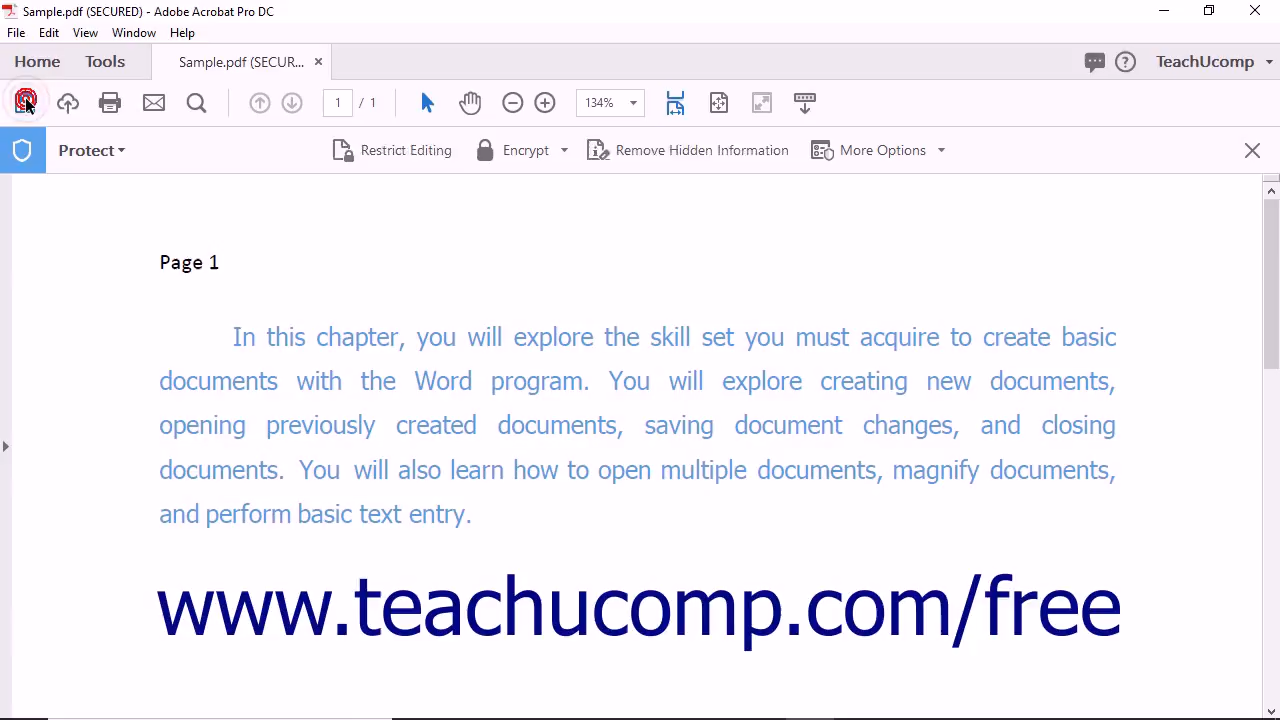 Sample.pdf (SECURED) - Adobe Acrobat Pro DC
File Edit View Window Help
Home Tools Sample.pdf (SECUR... × ? TeachUcomp
1 / 1 134%
Protect Restrict Editing Encrypt Remove Hidden Information More Options
Page 1
In this chapter, you will explore the skill set you must acquire to create basic
documents with the Word program. You will explore creating new documents,
opening previously created documents, saving document changes, and closing
documents. You will also learn how to open multiple documents, magnify documents,
and perform basic text entry.
www.teachucomp.com/free